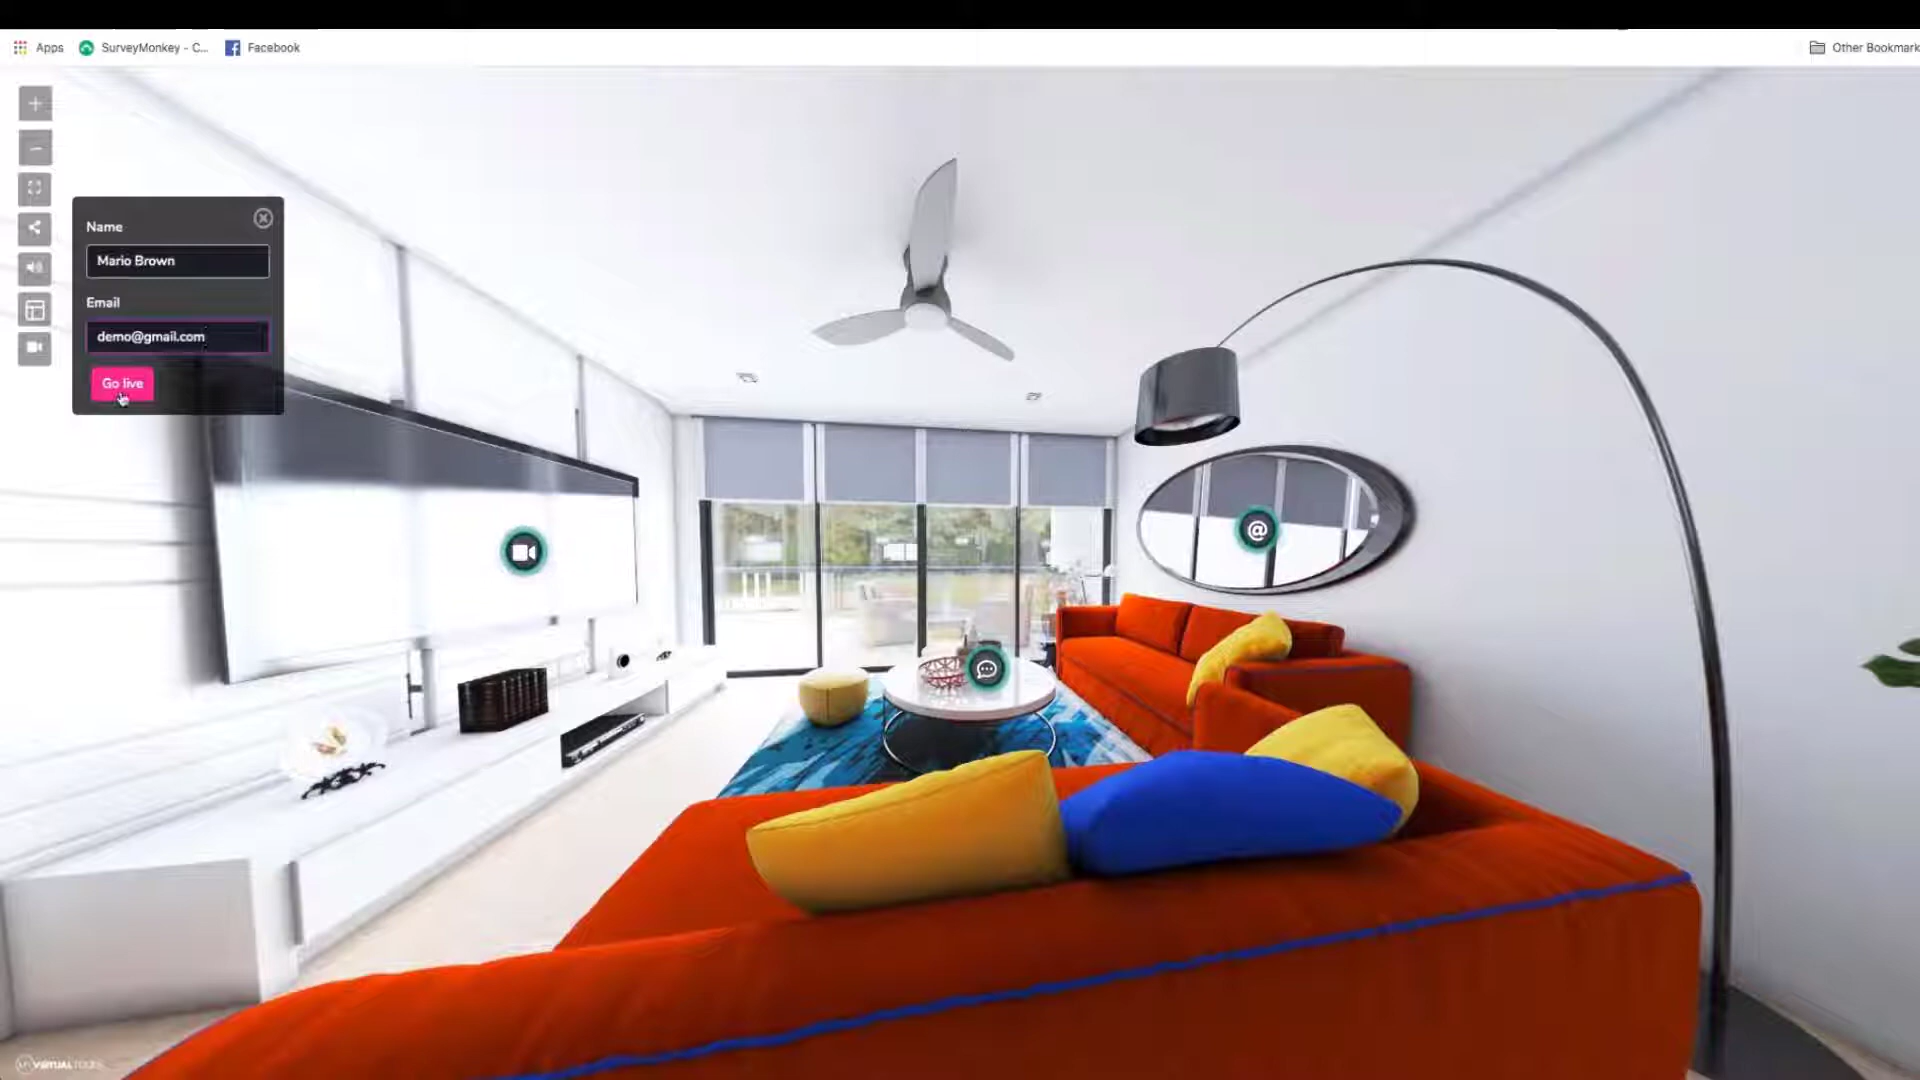 Apps
SurveyMonkey - C...
Facebook
Other Bookmark
Name
Mario Brown
Email
demo@gmail.com
Go live
@